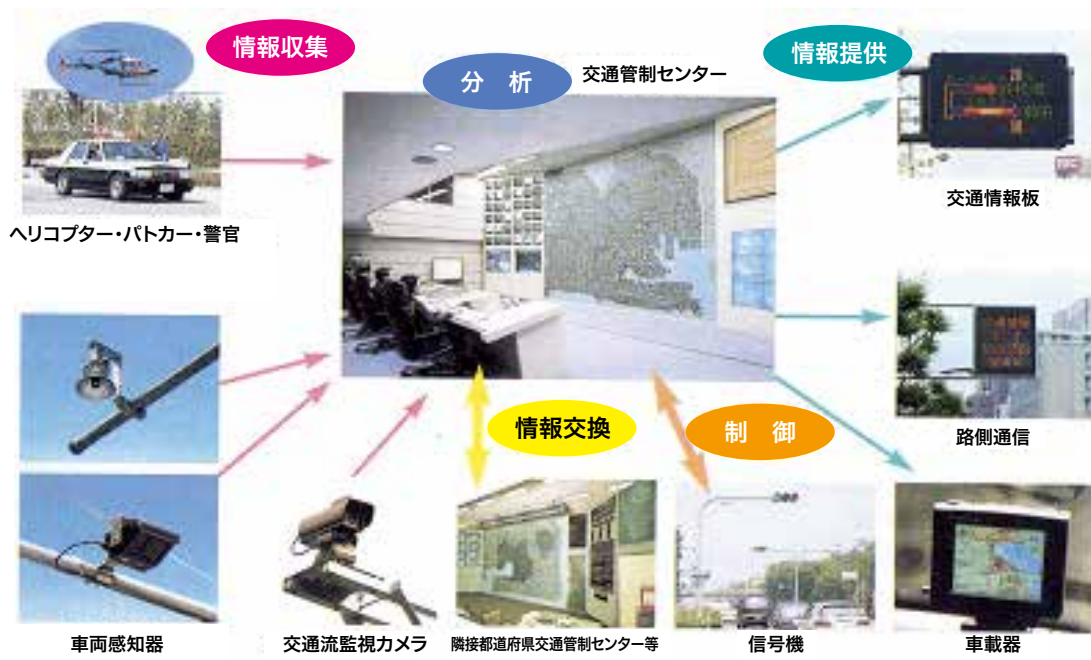 情報収集
分 析
交通管制センター
情報提供
交通情報板
ヘリコプター・パトカー・警官
路側通信
情報交換
制 御
車両感知器
交通流監視カメラ
隣接都道府県交通管制センター等
信号機
車載器